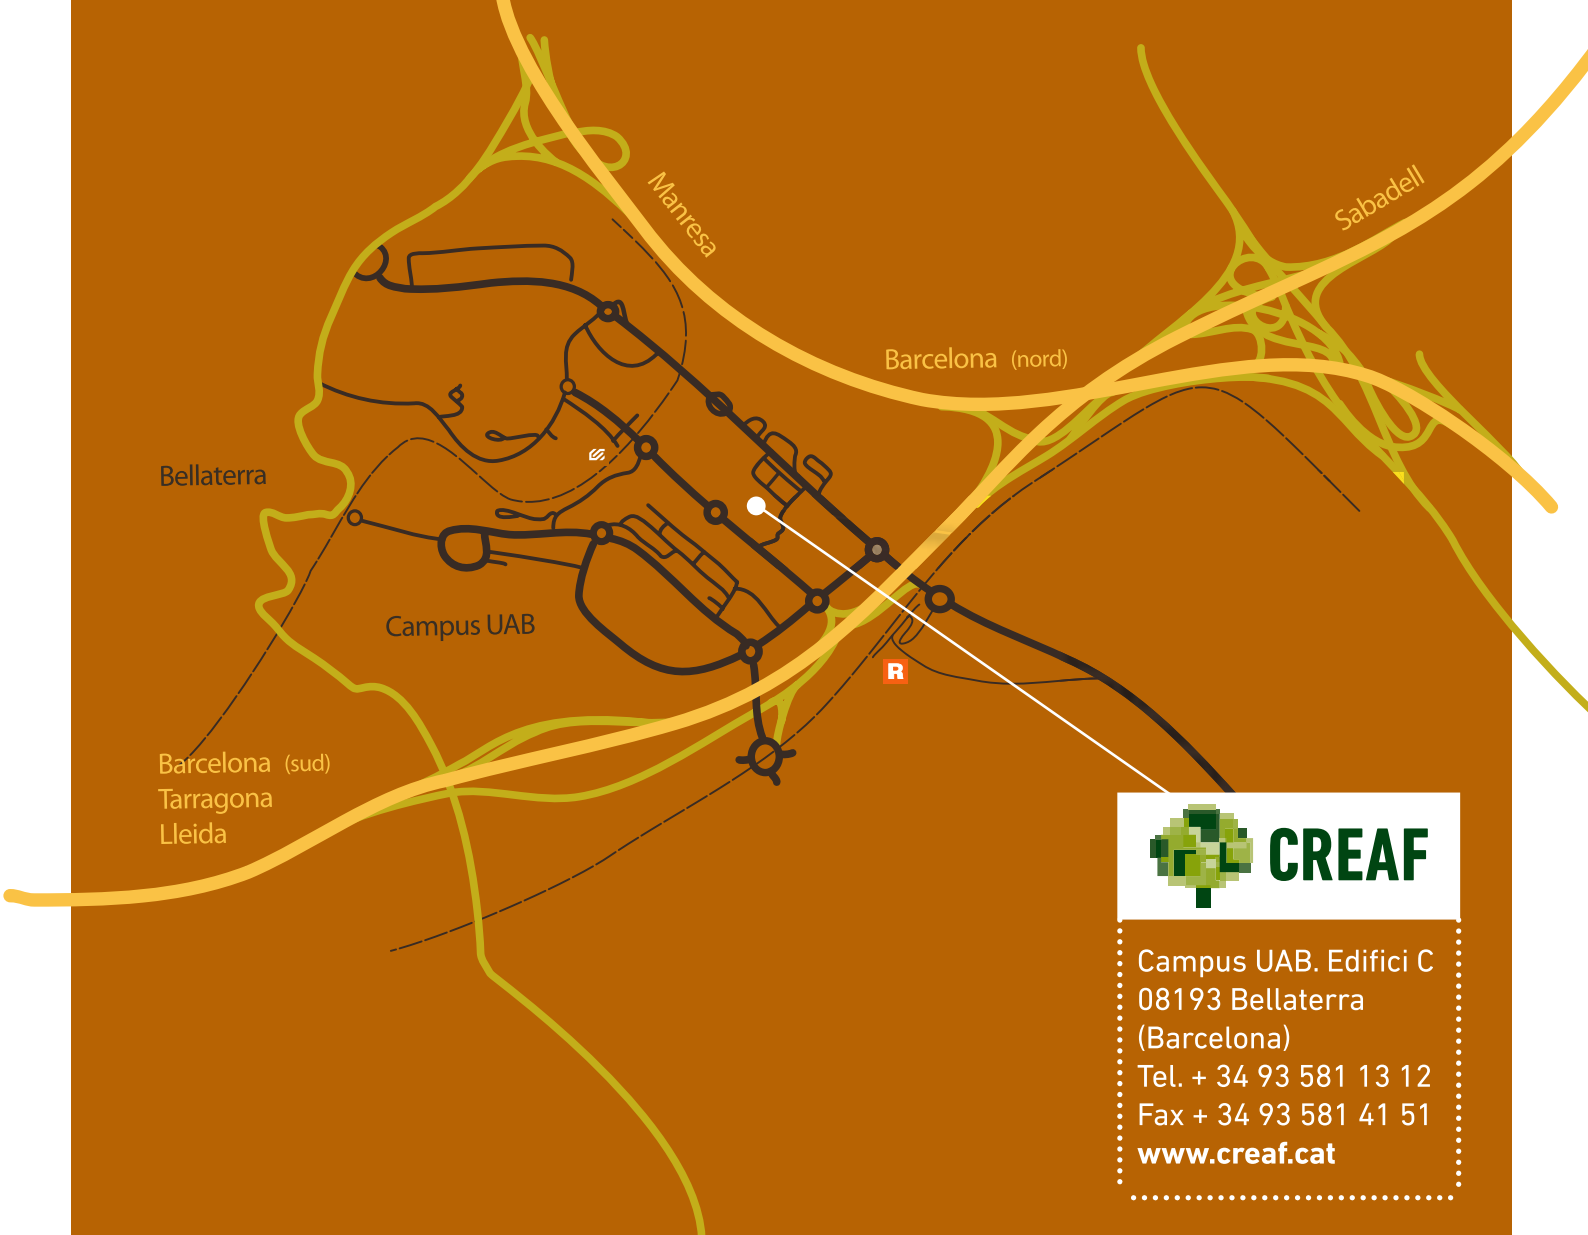 Manresa
Sabadell
Barcelona (nord)
Bellaterra
Campus UAB
R
Barcelona (sud)
Tarragona
Lleida
CREAF
Campus UAB. Edifici C
08193 Bellaterra
(Barcelona)
Tel. + 34 93 581 13 12
Fax + 34 93 581 41 51
www.creaf.cat